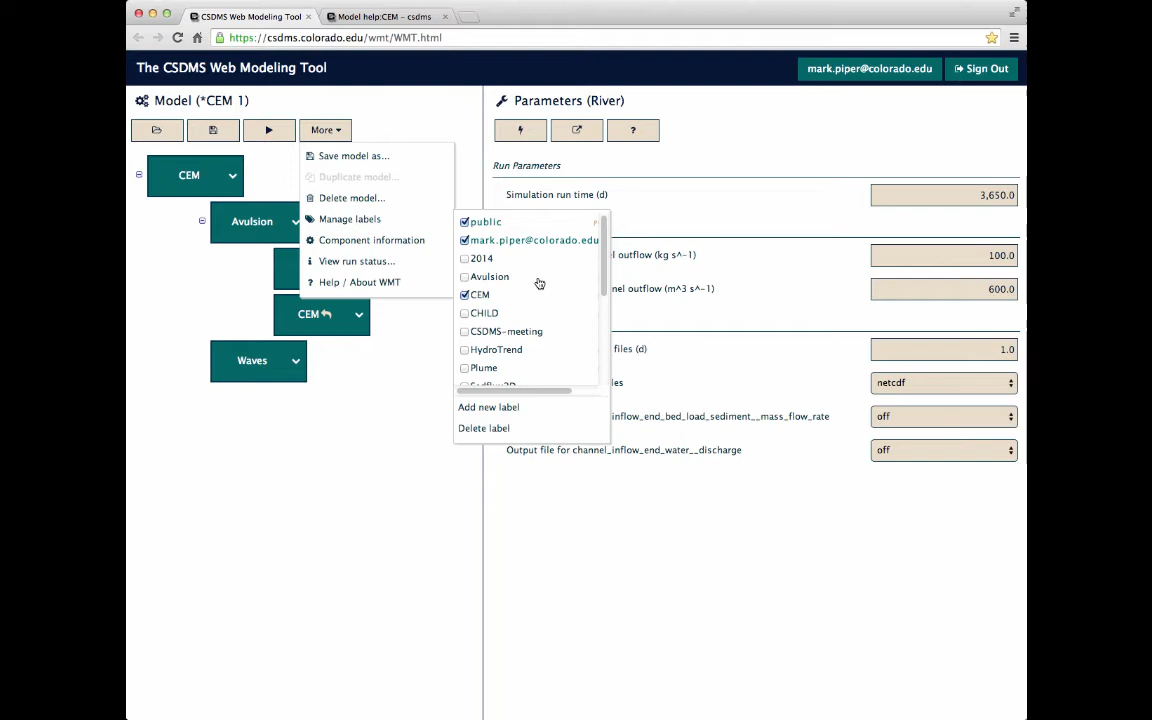 CSDMS Web Modeling Tool
Model help:CEM – csdms
https://csdms.colorado.edu/wmt/WMT.html
The CSDMS Web Modeling Tool
mark.piper@colorado.edu
Sign Out
Model (*CEM 1)
Parameters (River)
More
?
Save model as...
Duplicate model...
Delete model...
Manage labels
Component information
View run status...
? Help / About WMT
CEM
Avulsion
CEM
Waves
public
mark.piper@colorado.edu
2014
Avulsion
CEM
CHILD
CSDMS-meeting
HydroTrend
Plume
Add new label
Delete label
Run Parameters
Simulation run time (d)
3,650.0
outflow (kg s^-1)
100.0
outflow (m^3 s^-1)
600.0
files (d)
1.0
netcdf
inflow_end_bed_load_sediment__mass_flow_rate
off
Output file for channel_inflow_end_water__discharge
off